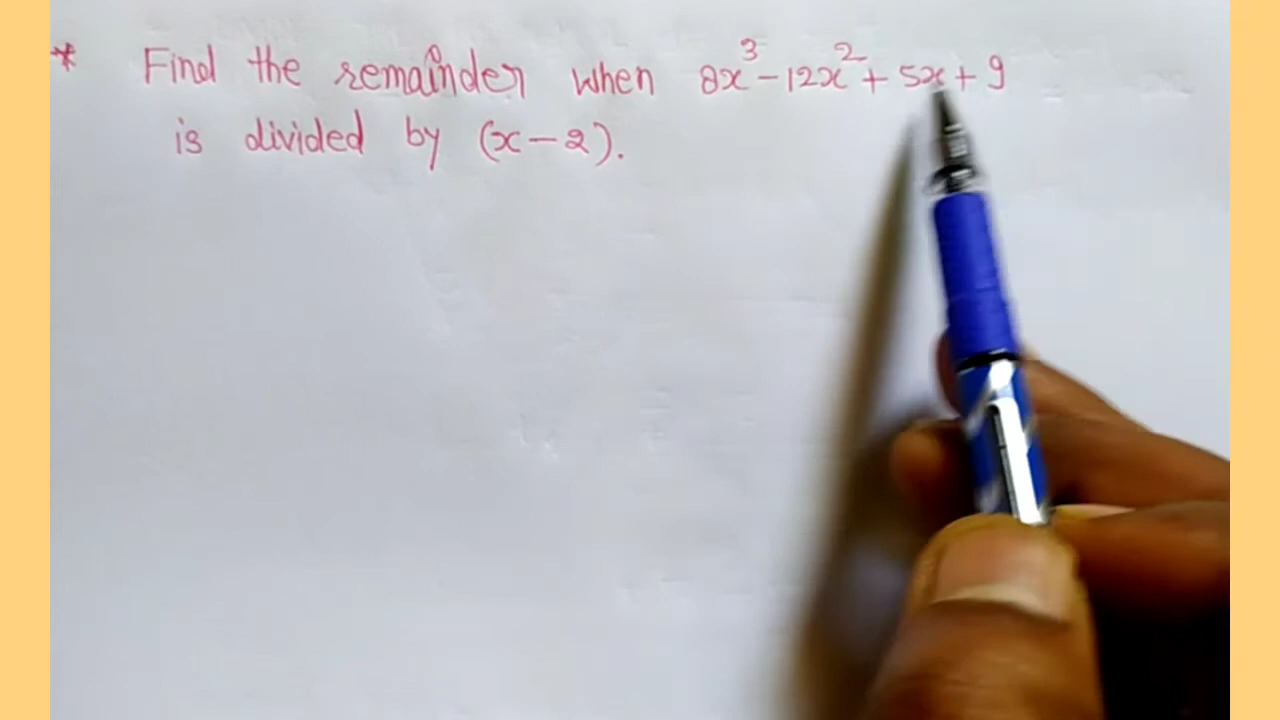 * Find the remainder when 8x³ - 12x² + 5x + 9
is divided by (x - 2).